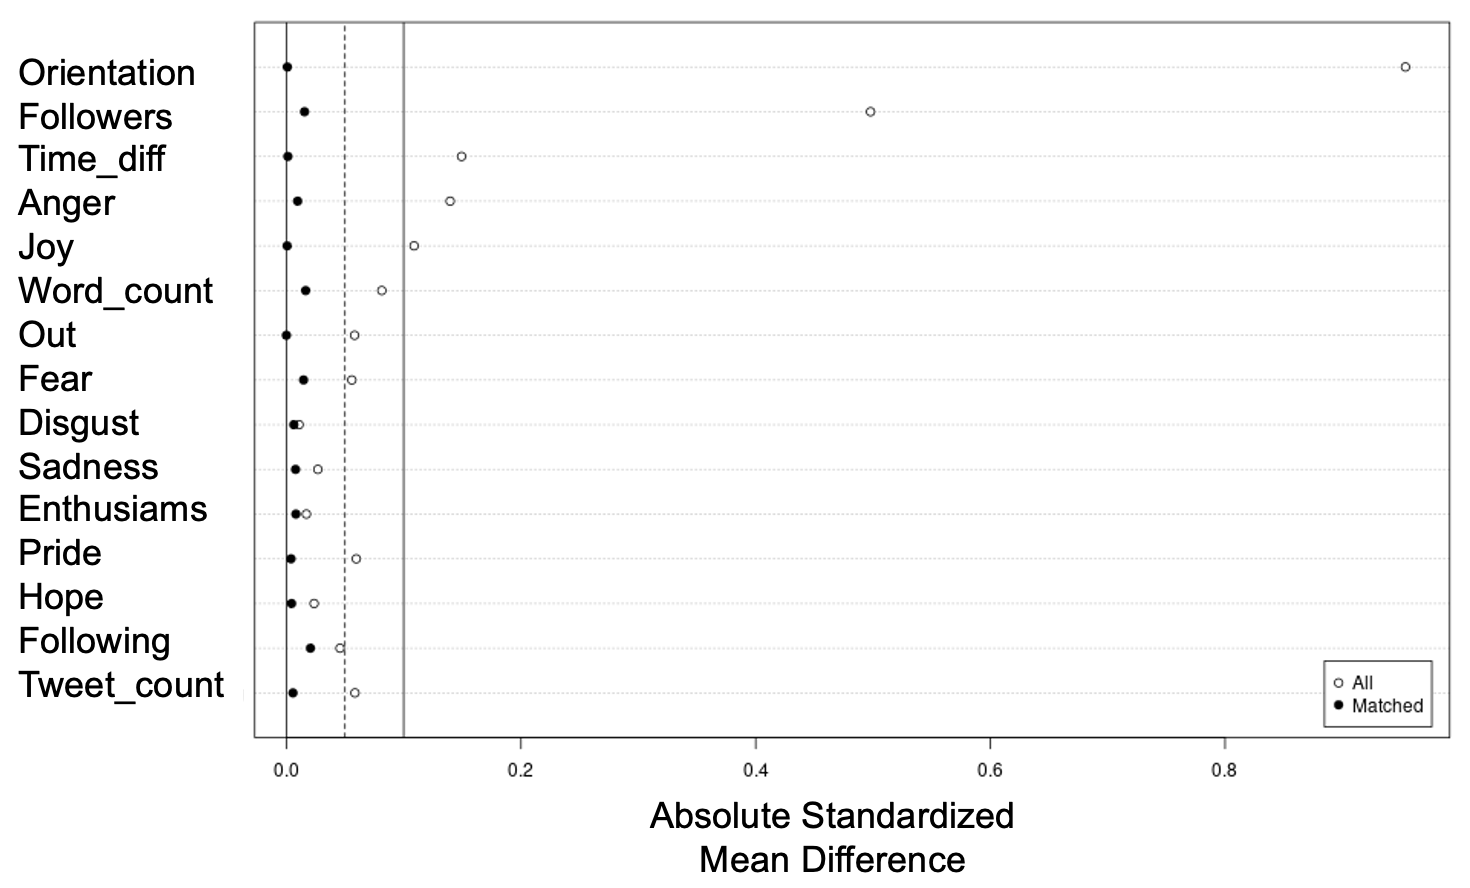 Orientation
Followers
Time_diff
Anger
Joy
Word_count
Out
Fear
Disgust
Sadness
Enthusiams
Pride
Hope
Following
Tweet_count
All
Matched
0.0
0.2
0.4
0.6
0.8
Absolute Standardized
Mean Difference